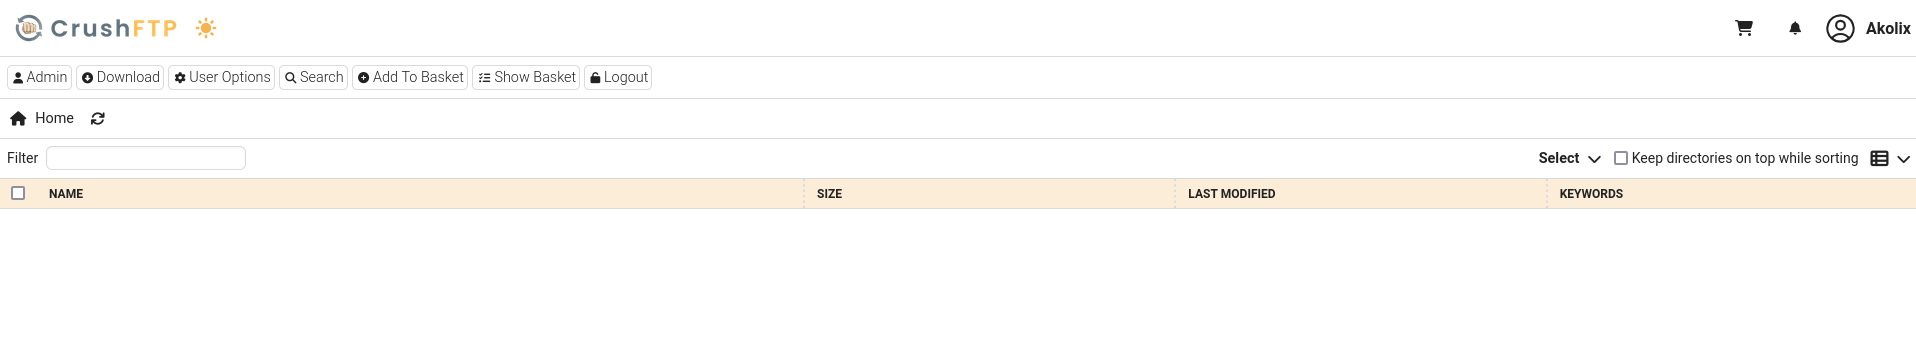 CrushFTP Akolix
Admin Download User Options Search Add To Basket Show Basket Logout
Home
Filter Select Keep directories on top while sorting
NAME SIZE LAST MODIFIED KEYWORDS